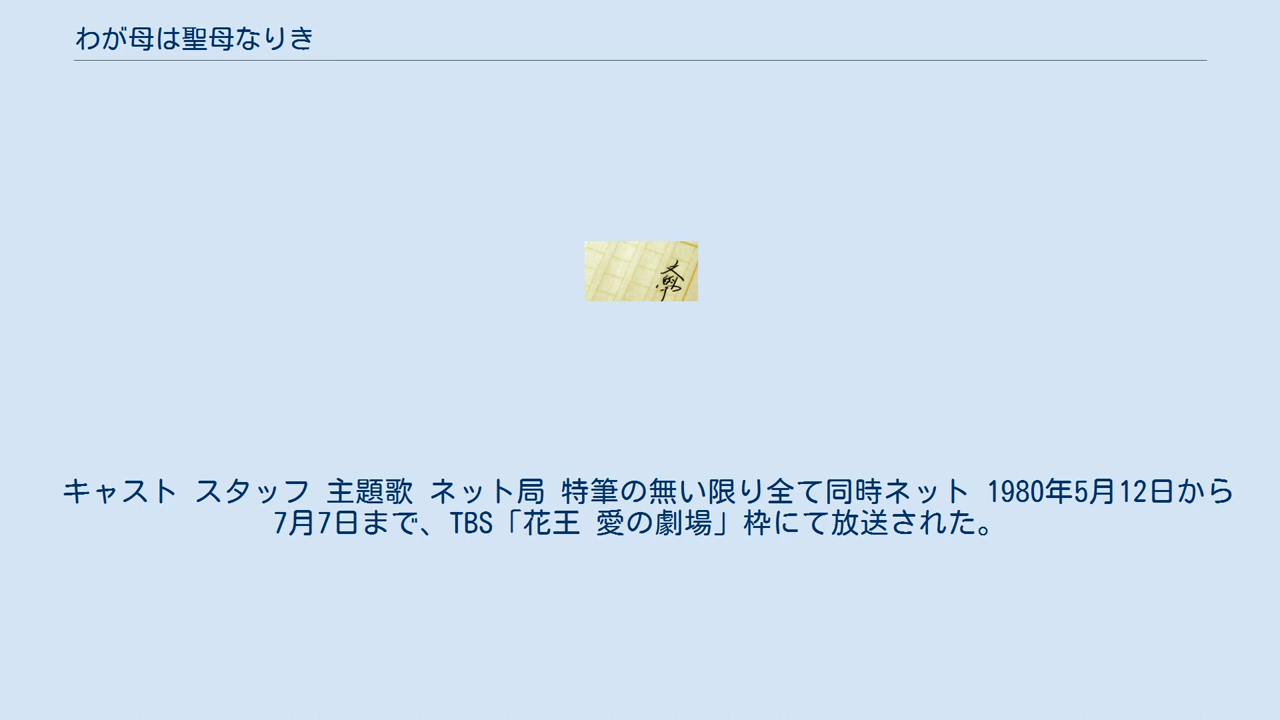 わが母は聖母なりき
キャスト スタッフ 主題歌 ネット局 特筆の無い限り全て同時ネット 1980年5月12日から
7月7日まで、TBS「花王 愛の劇場」枠にて放送された。